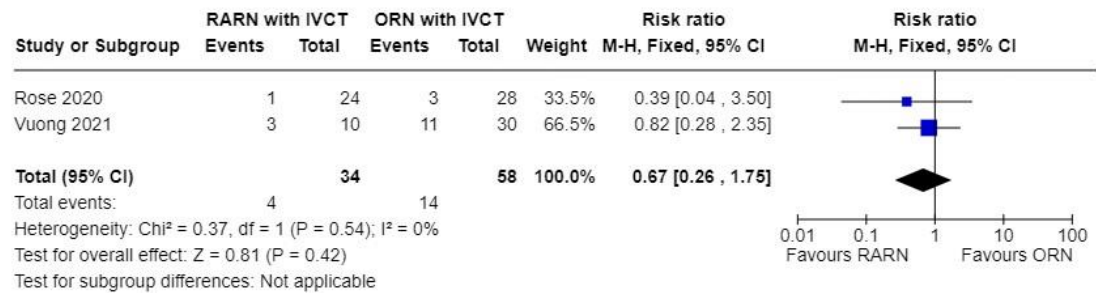 RARN with IVCT ORN with IVCT Risk ratio Risk ratio
Study or Subgroup Events Total Events Total Weight M-H, Fixed, 95% CI M-H, Fixed, 95% CI
Rose 2020 1 24 3 28 33.5% 0.39 [0.04 , 3.50]
Vuong 2021 3 10 11 30 66.5% 0.82 [0.28 , 2.35]
Total (95% CI) 34 58 100.0% 0.67 [0.26 , 1.75]
Total events: 4 14
Heterogeneity: Chi² = 0.37, df = 1 (P = 0.54); I² = 0%
Test for overall effect: Z = 0.81 (P = 0.42)
Test for subgroup differences: Not applicable
0.01 0.1 1 10 100
Favours RARN Favours ORN